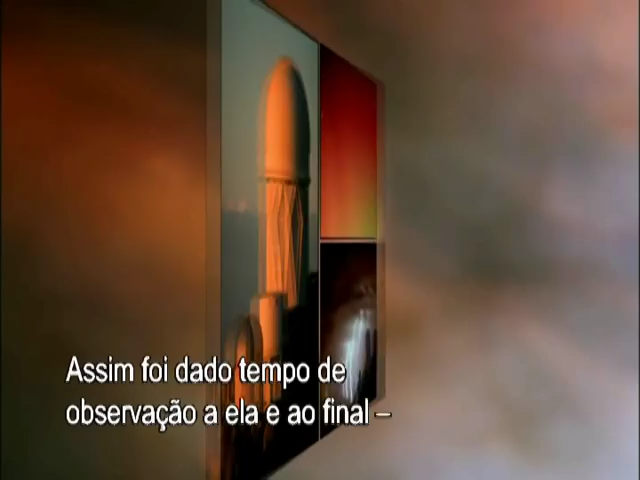 Assim foi dado tempo de
observação a ela e ao final –